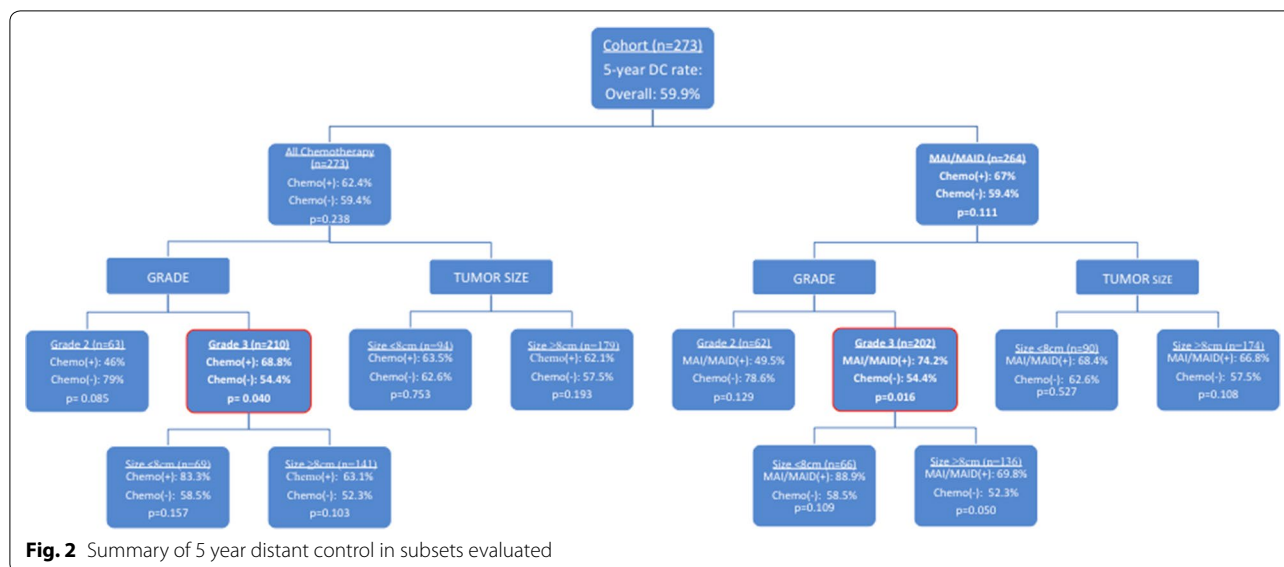 Cohort (n=273)
5-year DC rate:
Overall: 59.9%
All Chemotherapy
(n=273)
Chemo(+): 62.4%
Chemo(-): 59.4%
p=0.238
MAI/MAID (n=264)
Chemo(+): 67%
Chemo(-): 59.4%
p=0.111
GRADE
TUMOR SIZE
GRADE
TUMOR SIZE
Grade 2 (n=63)
Chemo(+): 46%
Chemo(-): 79%
p= 0.085
Grade 3 (n=210)
Chemo(+): 68.8%
Chemo(-): 54.4%
p= 0.040
Size <8cm (n=94)
Chemo(+): 63.5%
Chemo(-): 62.6%
p=0.753
Size ≥8cm (n=179)
Chemo(+): 62.1%
Chemo(-): 57.5%
p=0.193
Grade 2 (n=62)
MAI/MAID(+): 49.5%
Chemo(-): 78.6%
p=0.129
Grade 3 (n=202)
MAI/MAID(+): 74.2%
Chemo(-): 54.4%
p=0.016
Size <8cm (n=90)
MAI/MAID(+): 68.4%
Chemo(-): 62.6%
p=0.527
Size ≥8cm (n=174)
MAI/MAID(+): 66.8%
Chemo(-): 57.5%
p=0.108
Size <8cm (n=69)
Chemo(+): 83.3%
Chemo(-): 58.5%
p=0.157
Size ≥8cm (n=141)
Chemo(+): 63.1%
Chemo(-): 52.3%
p=0.103
Size <8cm (n=66)
MAI/MAID(+): 88.9%
Chemo(-): 58.5%
p=0.109
Size ≥8cm (n=136)
MAI/MAID(+): 69.8%
Chemo(-): 52.3%
p=0.050
Fig. 2 Summary of 5 year distant control in subsets evaluated